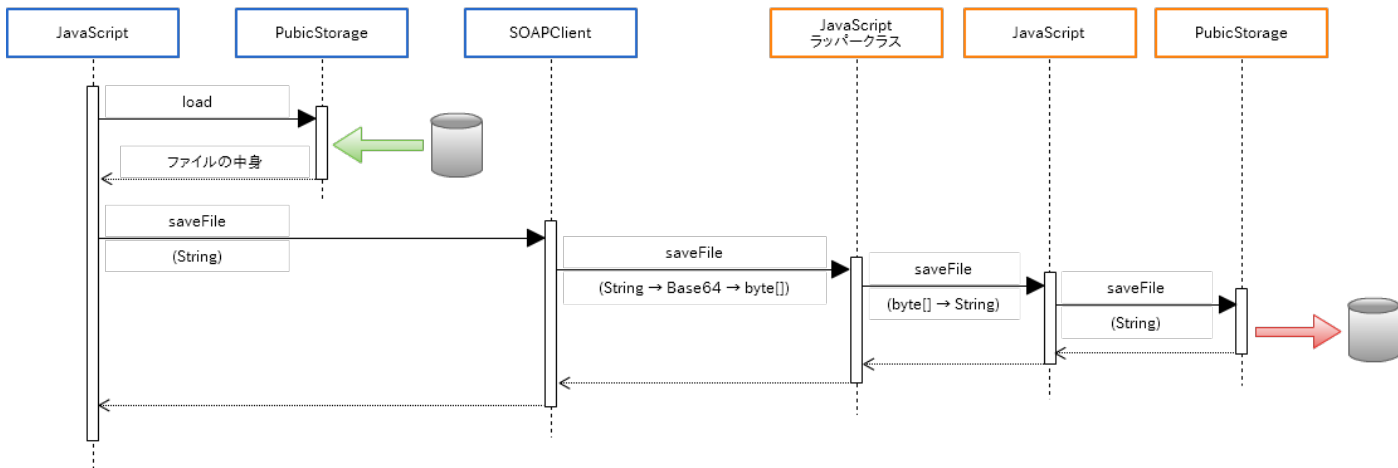 JavaScript
PubicStorage
SOAPClient
JavaScript
ラッパークラス
JavaScript
PubicStorage
load
ファイルの中身
saveFile
(String)
saveFile
(String → Base64 → byte[])
saveFile
(byte[] → String)
saveFile
(String)